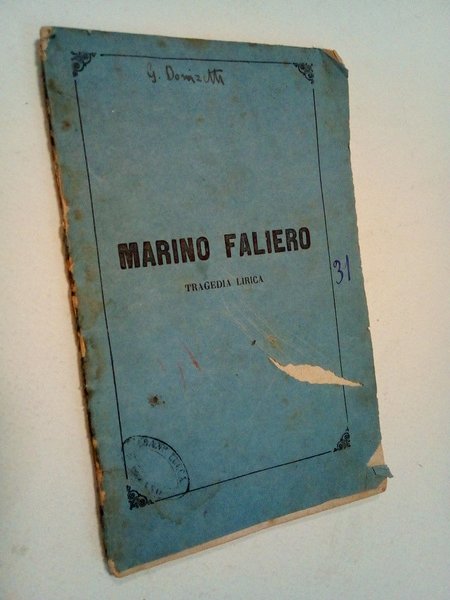 G. Donizetti
MARINO FALIERO
TRAGEDIA LIRICA
31